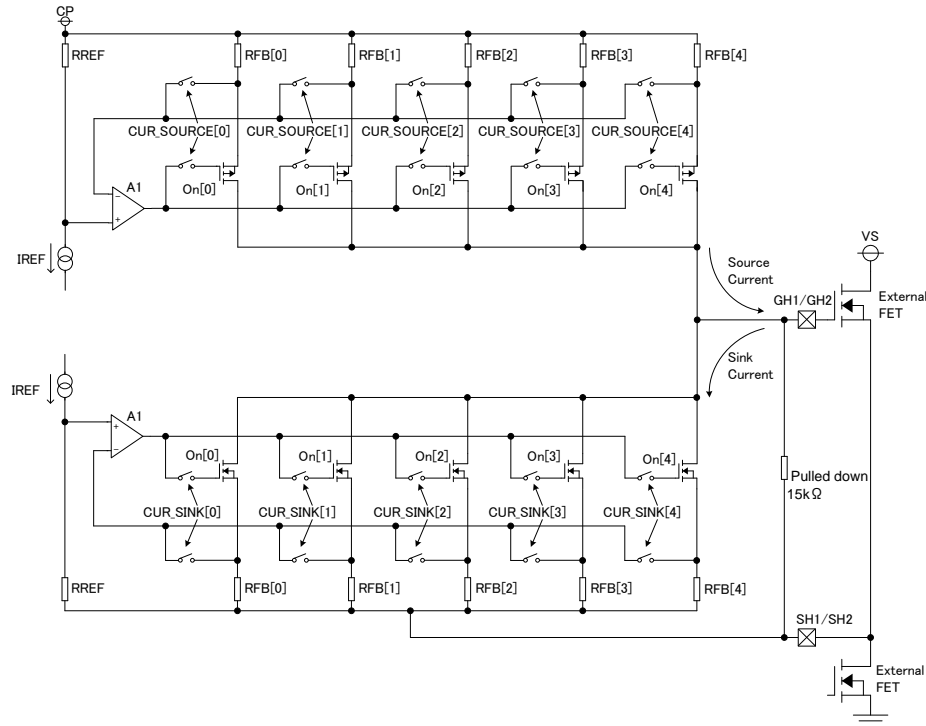 CP
RREF
RFB[0]
RFB[1]
RFB[2]
RFB[3]
RFB[4]
CUR_SOURCE[0]
CUR_SOURCE[1]
CUR_SOURCE[2]
CUR_SOURCE[3]
CUR_SOURCE[4]
A1
−
+
On[0]
On[1]
On[2]
On[3]
On[4]
IREF
Source
Current
VS
GH1/GH2
External
FET
Sink
Current
IREF
A1
+
−
On[0]
On[1]
On[2]
On[3]
On[4]
Pulled down
15kΩ
CUR_SINK[0]
CUR_SINK[1]
CUR_SINK[2]
CUR_SINK[3]
CUR_SINK[4]
RREF
RFB[0]
RFB[1]
RFB[2]
RFB[3]
RFB[4]
SH1/SH2
External
FET